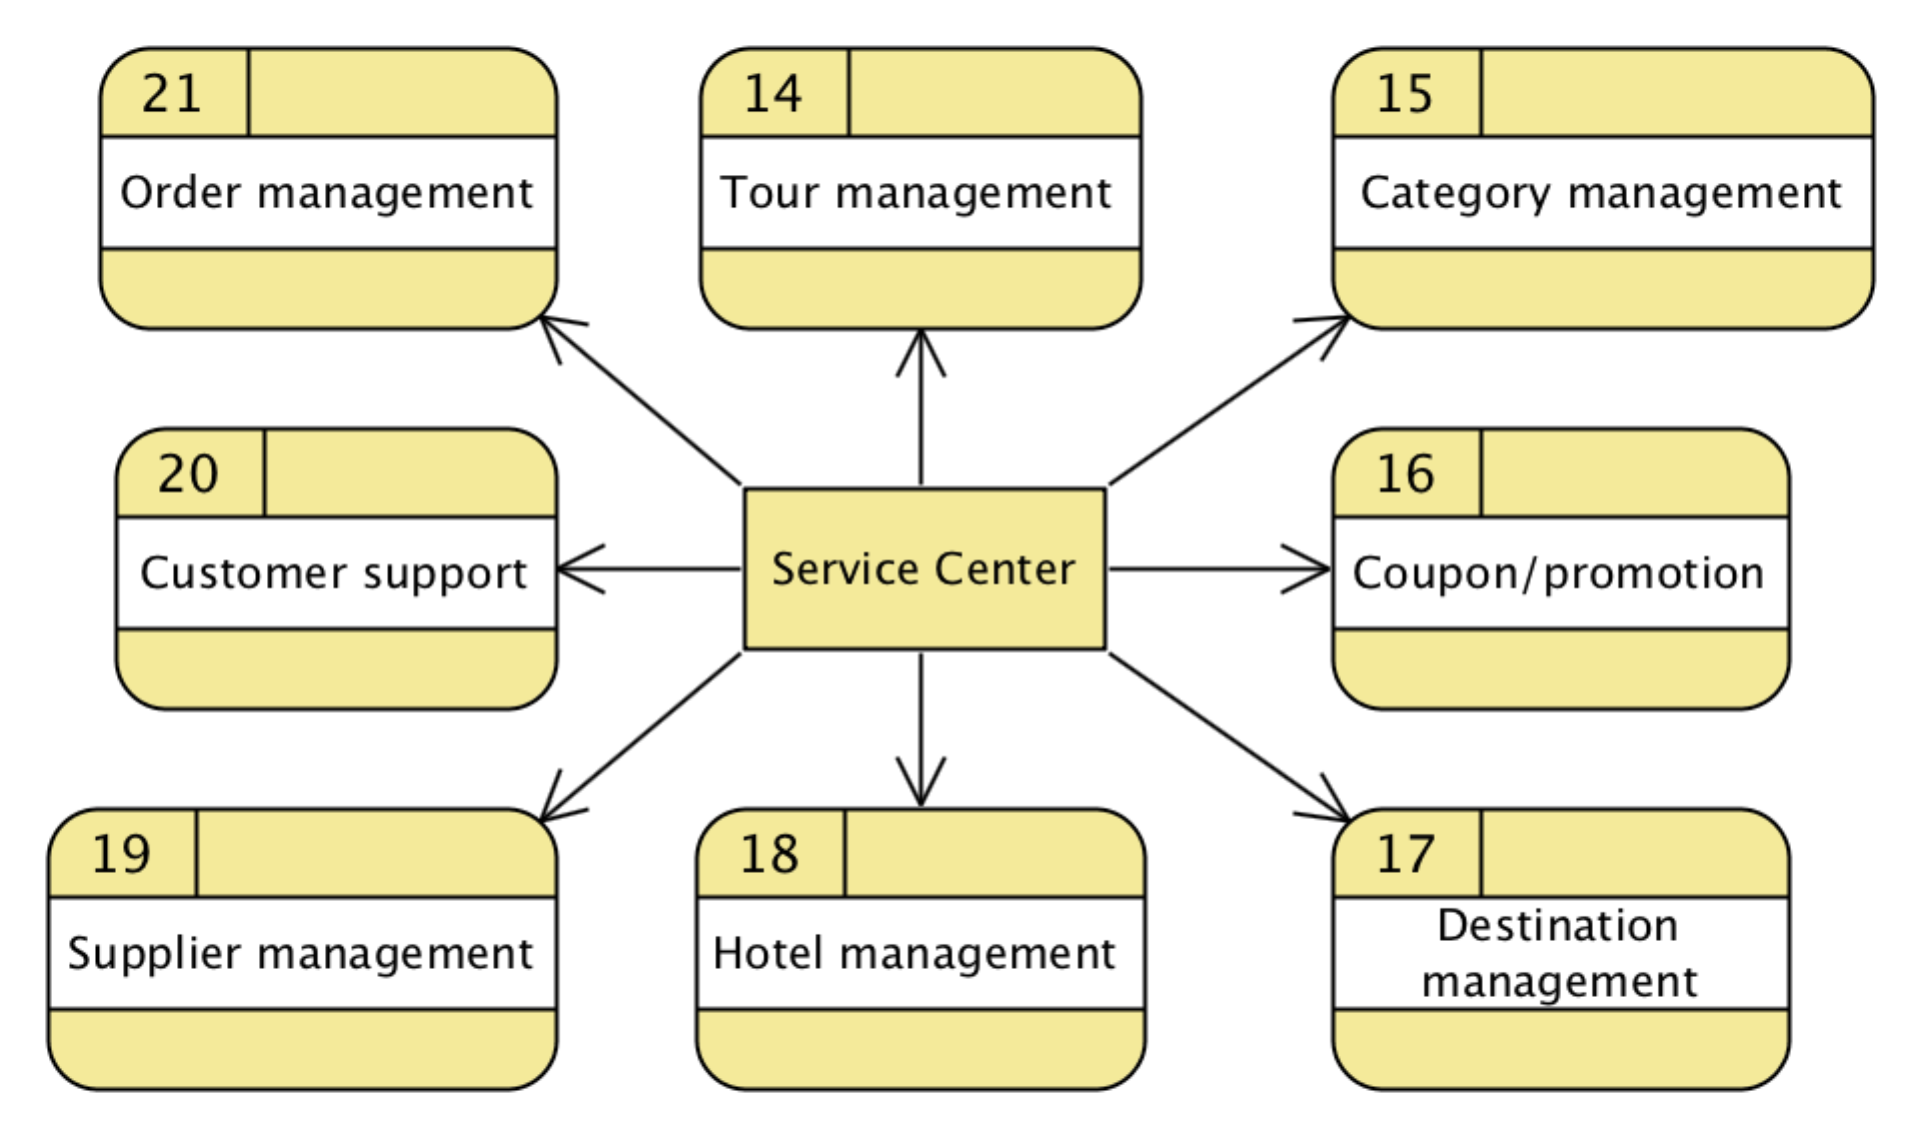 21
Order management
14
Tour management
15
Category management
20
Customer support
Service Center
16
Coupon/promotion
19
Supplier management
18
Hotel management
17
Destination
management